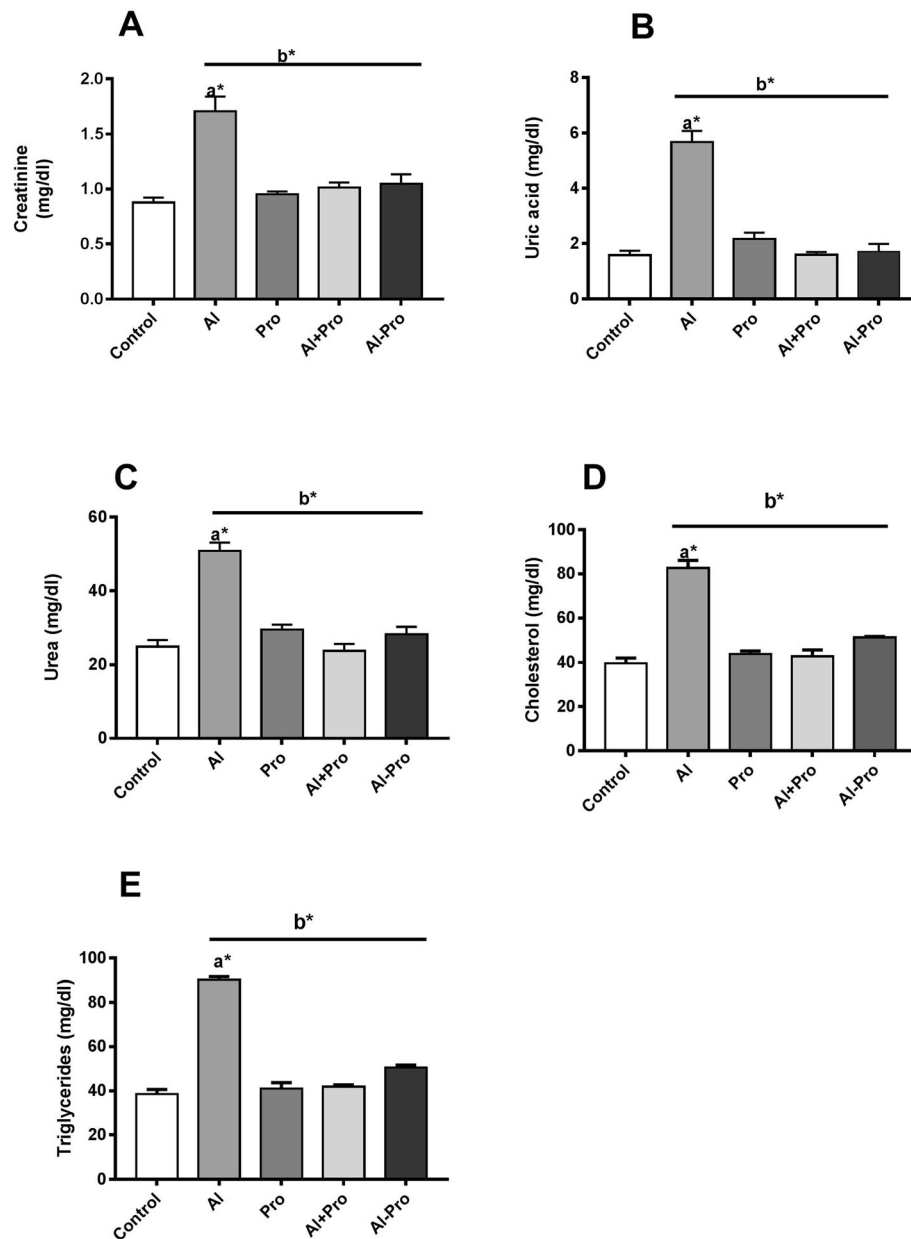 A
b*
a*
Creatinine
(mg/dl)
2.0
1.5
1.0
0.5
0.0
Control
Al
Pro
Al+Pro
Al-Pro
B
b*
a*
Uric acid (mg/dl)
8
6
4
2
0
Control
Al
Pro
Al+Pro
Al-Pro
C
b*
a*
Urea (mg/dl)
60
40
20
0
Control
Al
Pro
Al+Pro
Al-Pro
D
b*
a*
Cholesterol (mg/dl)
100
80
60
40
20
0
Control
Al
Pro
Al+Pro
Al-Pro
E
b*
a*
Triglycerides (mg/dl)
100
80
60
40
20
0
Control
Al
Pro
Al+Pro
Al-Pro